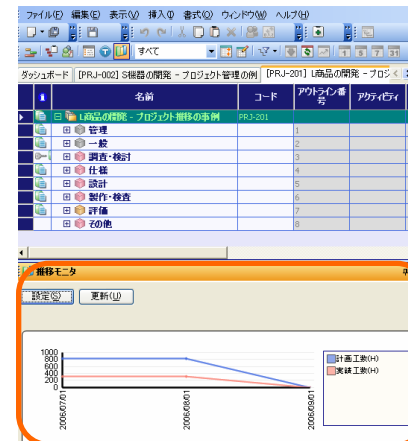 ファイル(F) 編集(E) 表示(V) 挿入(I) 書式(O) ウィンドウ(W) ヘルプ(H)
すべて
ダッシュボード [PRJ-002] S機器の開発 - プロジェクト管理の例 [PRJ-201] L商品の開発 - プロジ
名前 コード アウトライン番号 アクティビティ
L商品の開発 - プロジェクト推移の事例 PRJ-201
管理 1
一般 2
調査・検討 3
仕様 4
設計 5
製作・検査 6
評価 7
その他 8
推移モニタ
設定(S) 更新(U)
1000
800
600
400
200
0
2006/07/01 2006/08/01 2006/09/01
計画工数(H)
実績工数(H)